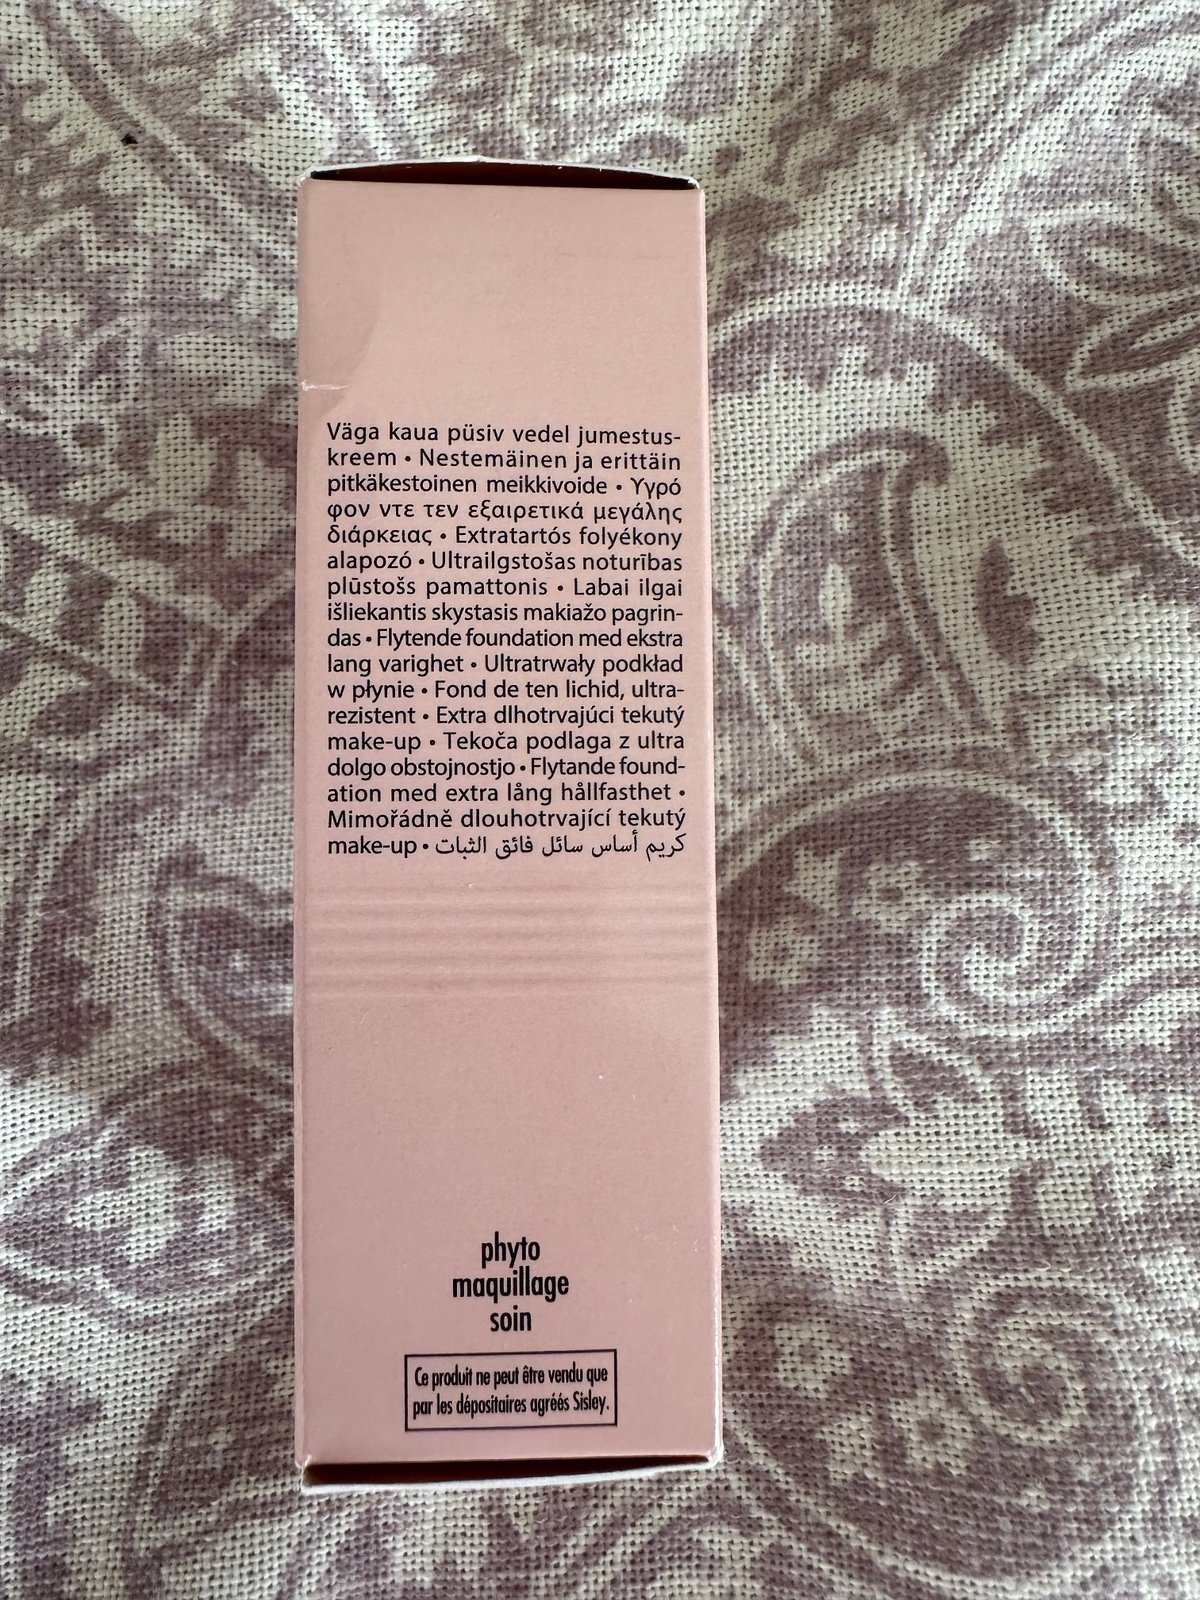 Väga kaua püsiv vedel jumestus-
kreem • Nestemäinen ja erittäin
pitkäkestoinen meikkivoide • Υγρό
φον ντε τεν εξαιρετικά μεγάλης
διάρκειας • Extratartós folyékony
alapozó • Ultrailgstošas noturības
plūstošs pamattonis • Labai ilgai
išliekantis skystasis makiažo pagrin-
das • Flytende foundation med ekstra
lang varighet • Ultratrwały podkład
w płynie • Fond de ten lichid, ultra-
rezistent • Extra dlhotrvajúci tekutý
make-up • Tekoča podlaga z ultra
dolgo obstojnostjo • Flytande found-
ation med extra lång hållfasthet •
Mimořádně dlouhotrvající tekutý
make-up • كريم أساس سائل فائق الثبات
phyto
maquillage
soin
Ce produit ne peut être vendu que
par les dépositaires agréés Sisley.